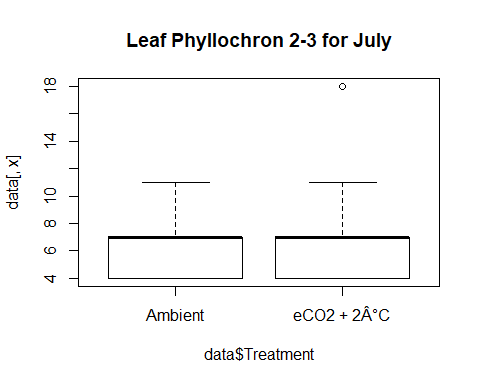 Leaf Phyllochron 2-3 for July
data[, x]
18
14
10
8
6
4
Ambient
eCO2 + 2Â°C
data$Treatment